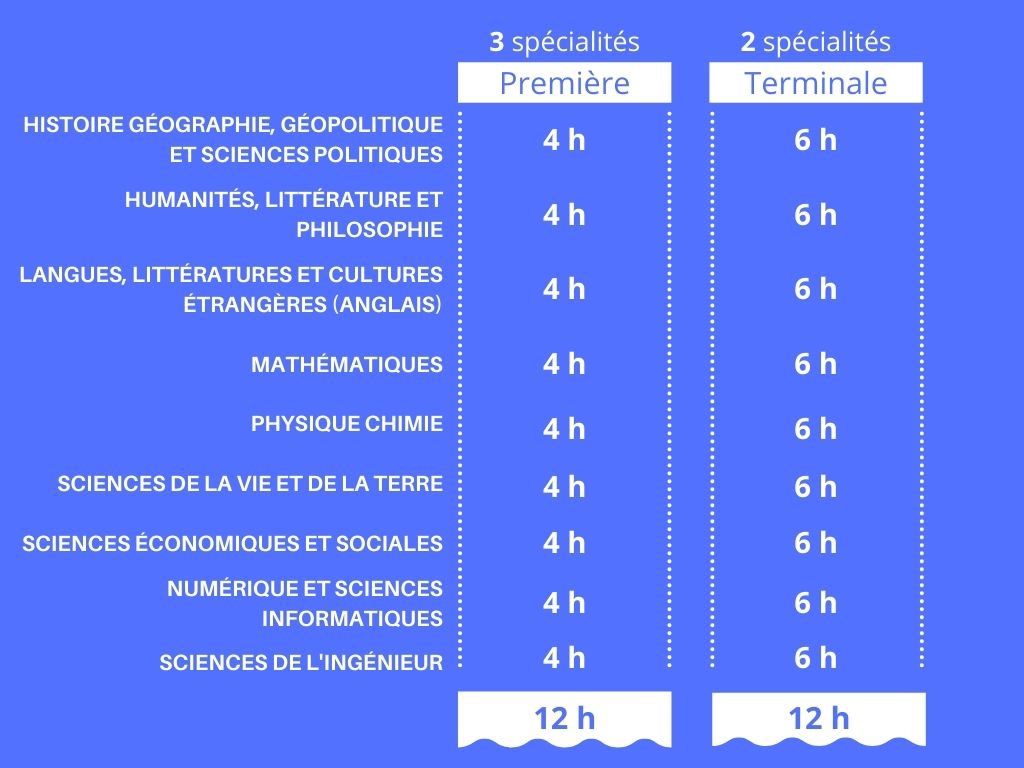 3 spécialités 2 spécialités
Première Terminale
HISTOIRE GÉOGRAPHIE, GÉOPOLITIQUE
ET SCIENCES POLITIQUES
4 h 6 h
HUMANITÉS, LITTÉRATURE ET
PHILOSOPHIE
4 h 6 h
LANGUES, LITTÉRATURES ET CULTURES
ÉTRANGÈRES (ANGLAIS)
4 h 6 h
MATHÉMATIQUES 4 h 6 h
PHYSIQUE CHIMIE 4 h 6 h
SCIENCES DE LA VIE ET DE LA TERRE 4 h 6 h
SCIENCES ÉCONOMIQUES ET SOCIALES 4 h 6 h
NUMÉRIQUE ET SCIENCES
INFORMATIQUES
4 h 6 h
SCIENCES DE L'INGÉNIEUR 4 h 6 h
12 h 12 h